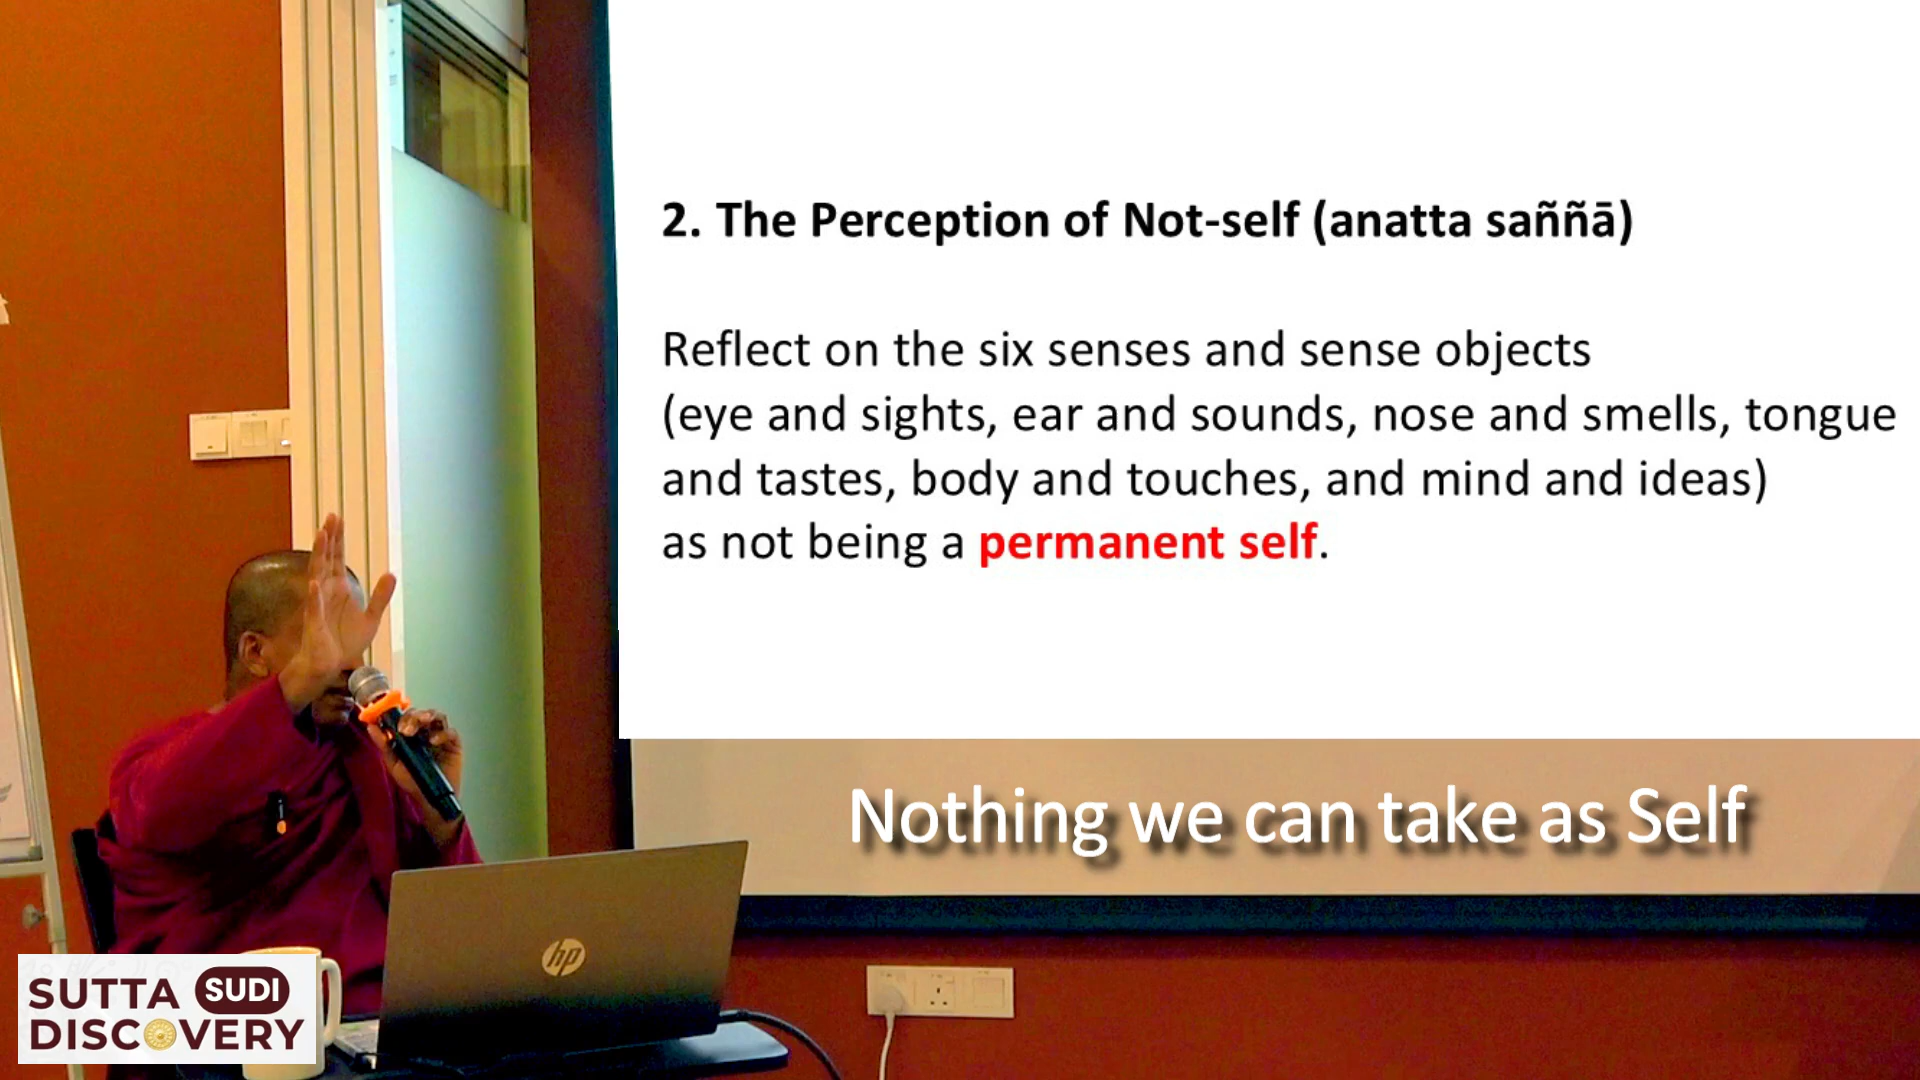 2. The Perception of Not-self (anatta saññā)
Reflect on the six senses and sense objects
(eye and sights, ear and sounds, nose and smells, tongue
and tastes, body and touches, and mind and ideas)
as not being a permanent self.
Nothing we can take as Self
hp
SUTTA SUDI
DISCOVERY